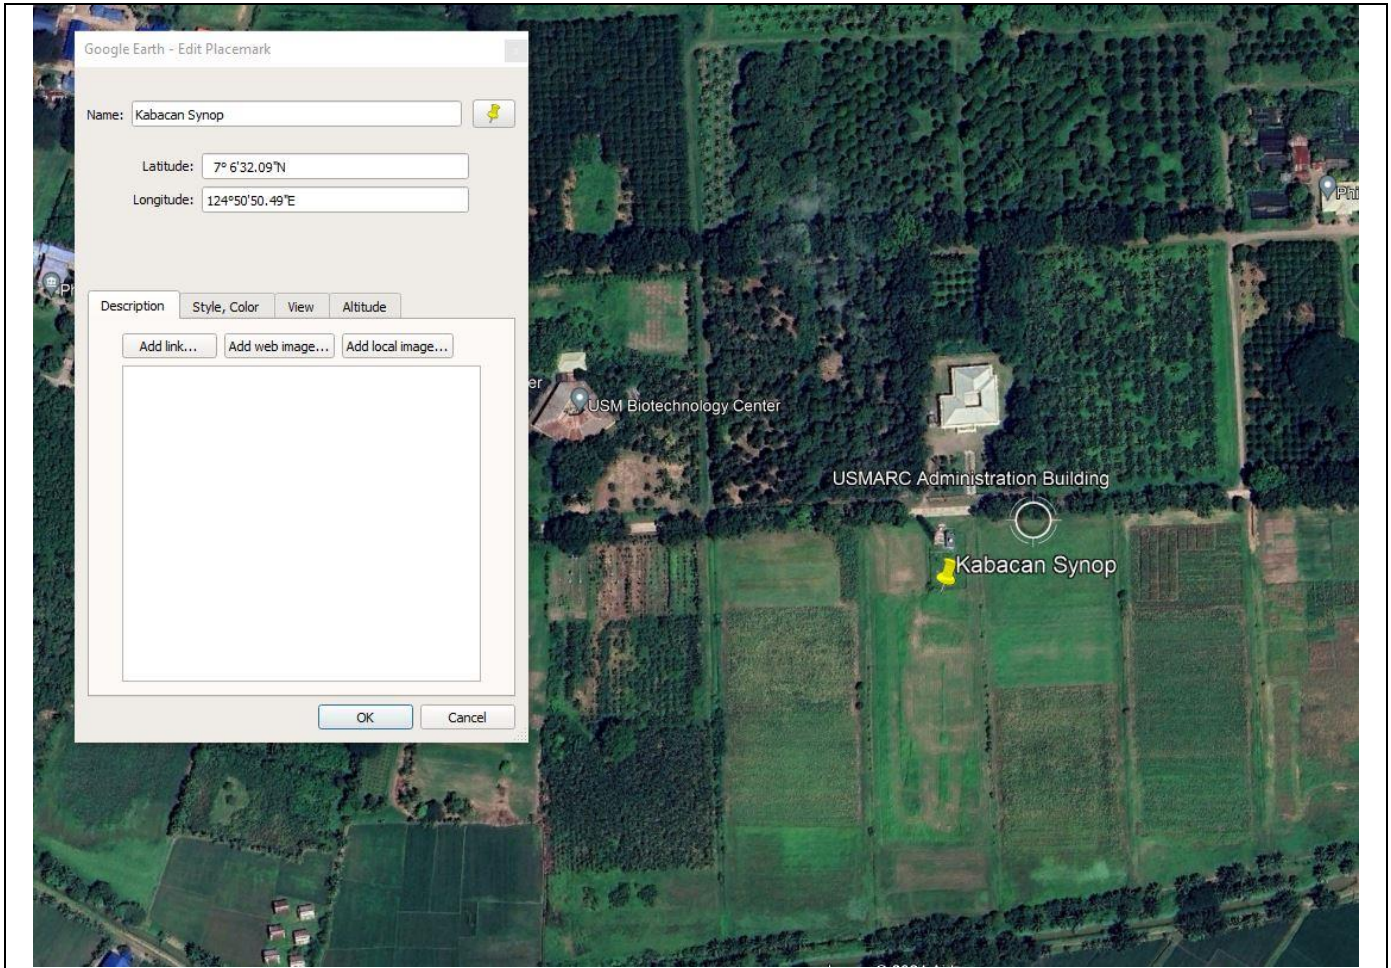 Google Earth - Edit Placemark
Name: Kabacan Synop
Latitude: 7° 6'32.09"N
Longitude: 124°50'50.49"E
Description Style, Color View Altitude
Add link... Add web image... Add local image...
OK Cancel
USM Biotechnology Center
USMARC Administration Building
Kabacan Synop